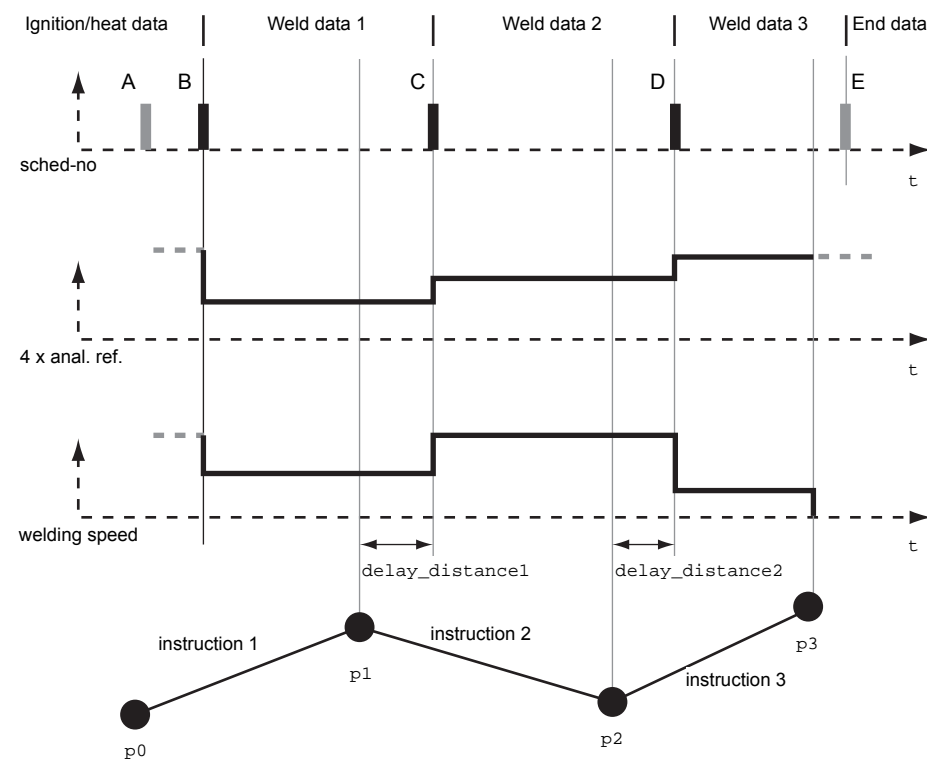 Ignition/heat data | Weld data 1 | Weld data 2 | Weld data 3 | End data
A B C D E
sched-no
t
4 x anal. ref.
t
welding speed
t
delay_distance1 delay_distance2
instruction 1 instruction 2
p1 p3
instruction 3
p0 p2